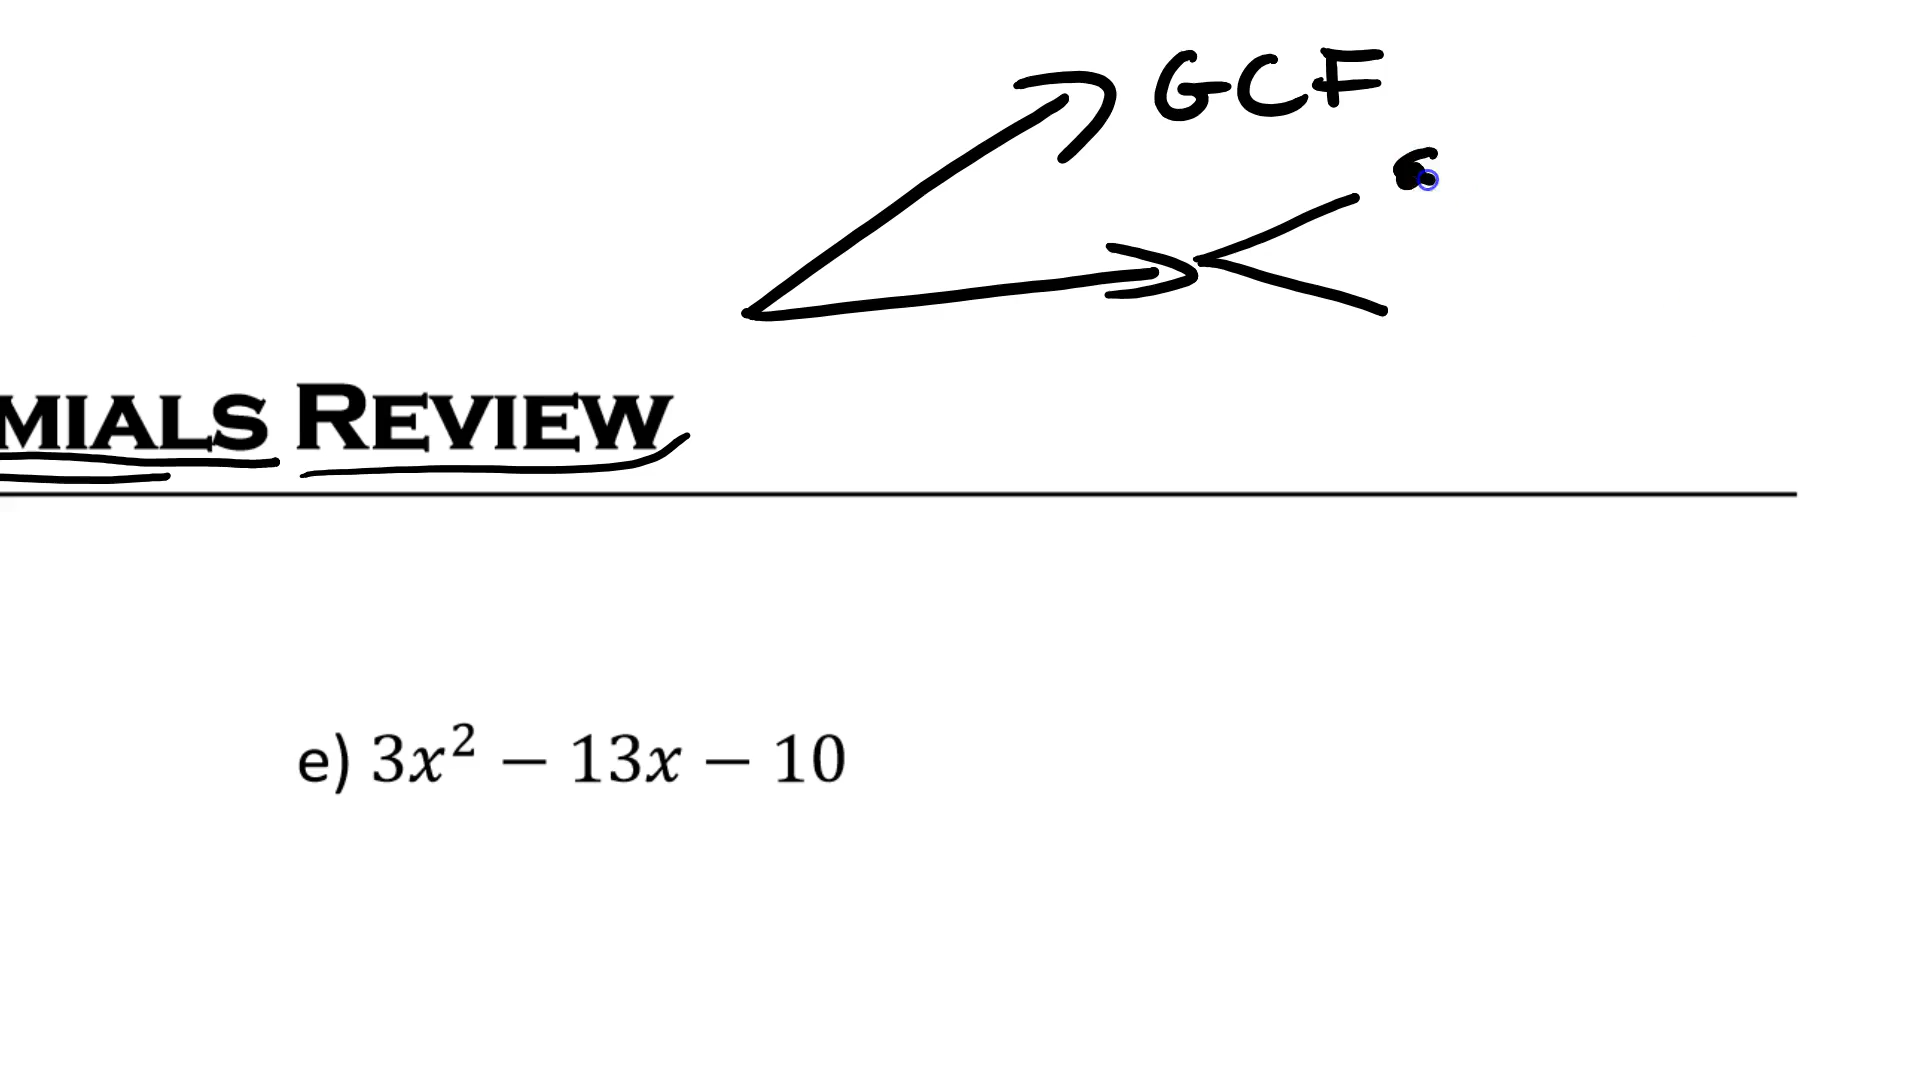 GCF
MIALS REVIEW
e) 3x² − 13x − 10